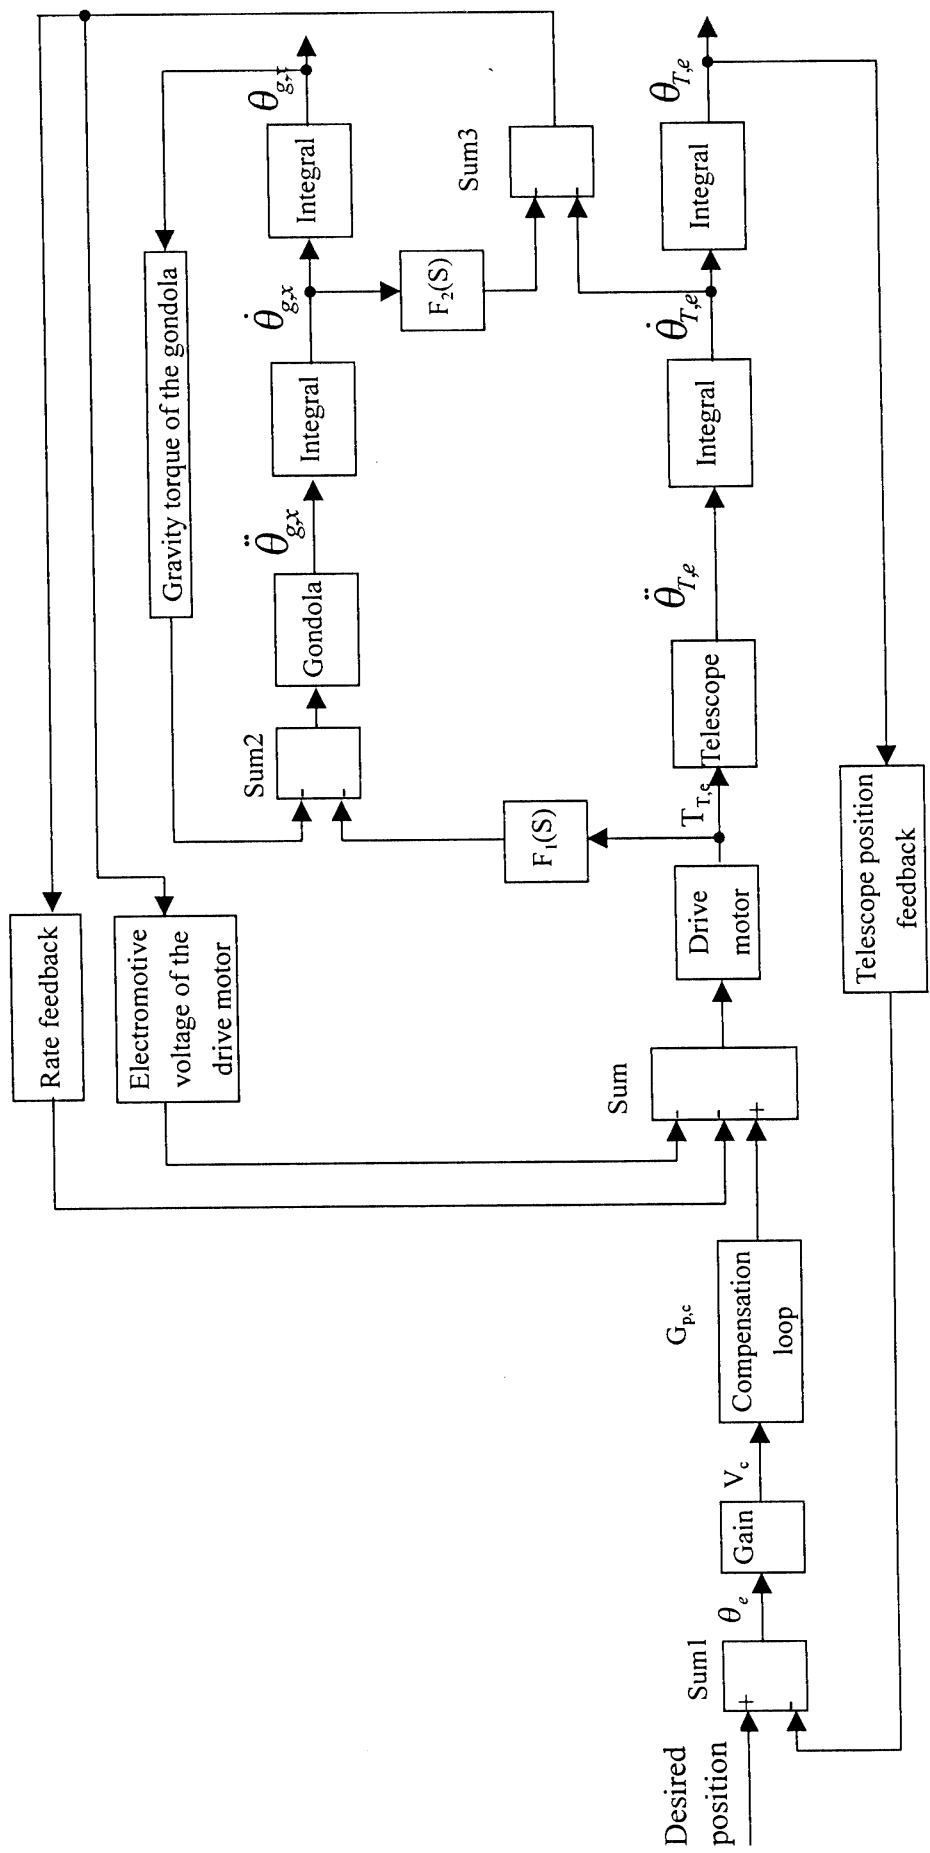 Desired
position
Sum1
+
-
θe
Gain
Vc
Gp,c
Compensation
loop
Sum
-
-
+
Drive
motor
TT,e
Telescope
θ̈T,e
Integral
θ̇T,e
Integral
θT,e
Telescope position
feedback
F1(S)
Sum2
-
-
Gondola
θ̈g,x
Integral
θ̇g,x
Integral
θg,x
F2(S)
Sum3
-
-
Gravity torque of the gondola
Rate feedback
Electromotive
voltage of the
drive motor